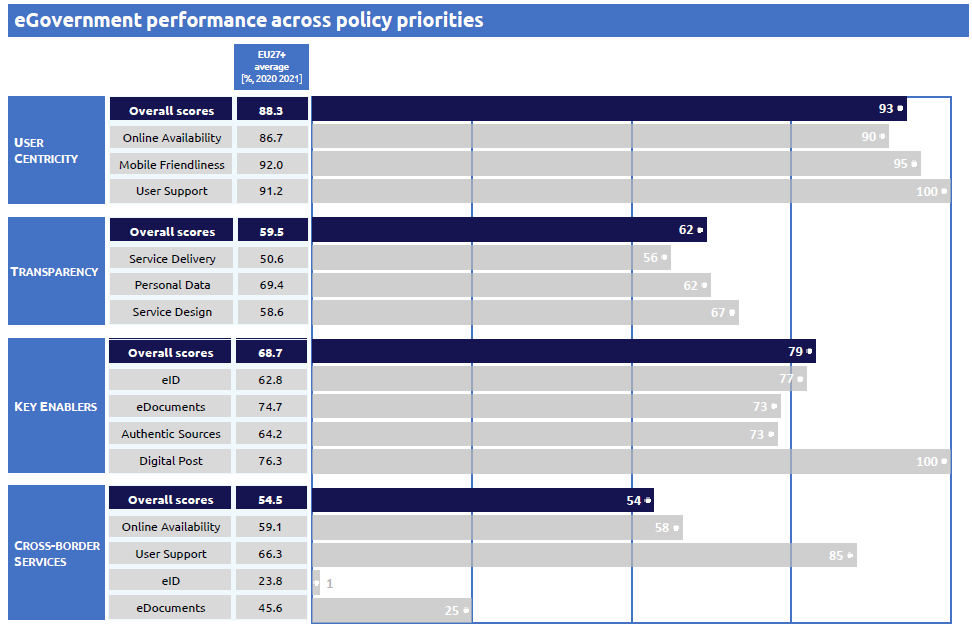 eGovernment performance across policy priorities
EU27+
average
[%, 2020 2021]
USER
CENTRICITY
Overall scores 88.3 93
Online Availability 86.7 90
Mobile Friendliness 92.0 95
User Support 91.2 100
TRANSPARENCY
Overall scores 59.5 62
Service Delivery 50.6 56
Personal Data 69.4 62
Service Design 58.6 67
KEY ENABLERS
Overall scores 68.7 79
eID 62.8 77
eDocuments 74.7 73
Authentic Sources 64.2 73
Digital Post 76.3 100
CROSS-BORDER
SERVICES
Overall scores 54.5 54
Online Availability 59.1 58
User Support 66.3 85
eID 23.8 1
eDocuments 45.6 25